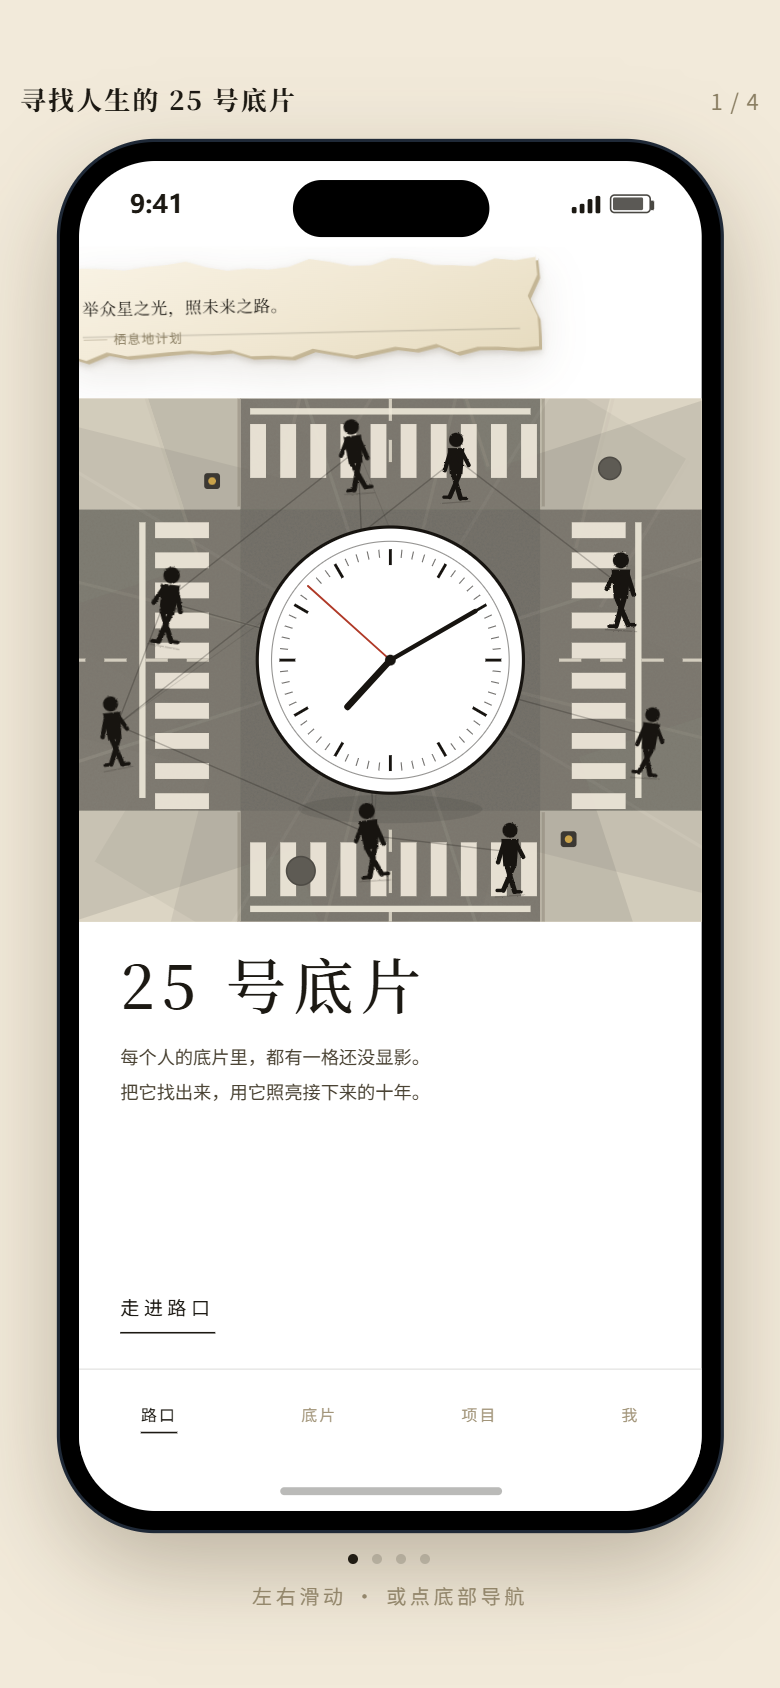 寻找人生的 25 号底片
1 / 4
9:41
举众星之光，照未来之路。
—— 栖息地计划
25 号底片
每个人的底片里，都有一格还没显影。
把它找出来，用它照亮接下来的十年。
走进路口
路口 底片 项目 我
左右滑动 · 或点底部导航